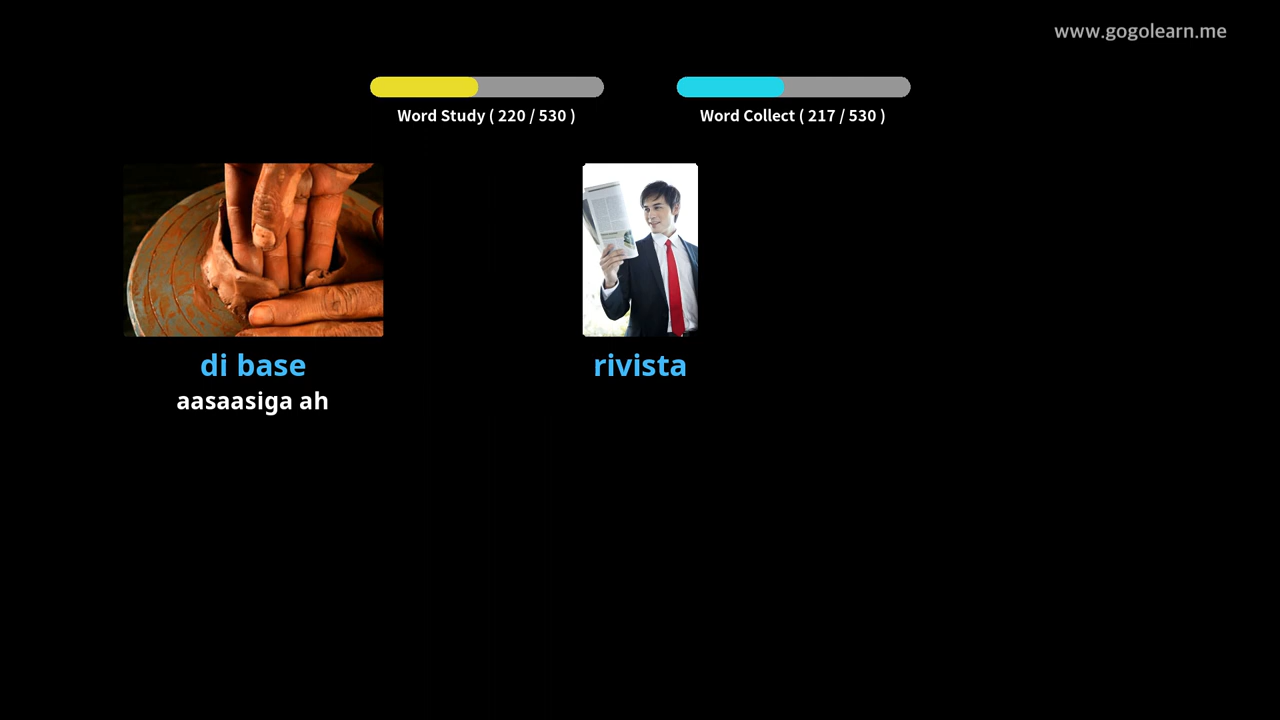 www.gogolearn.me
Word Study ( 220 / 530 )
Word Collect ( 217 / 530 )
di base
aasaasiga ah
rivista